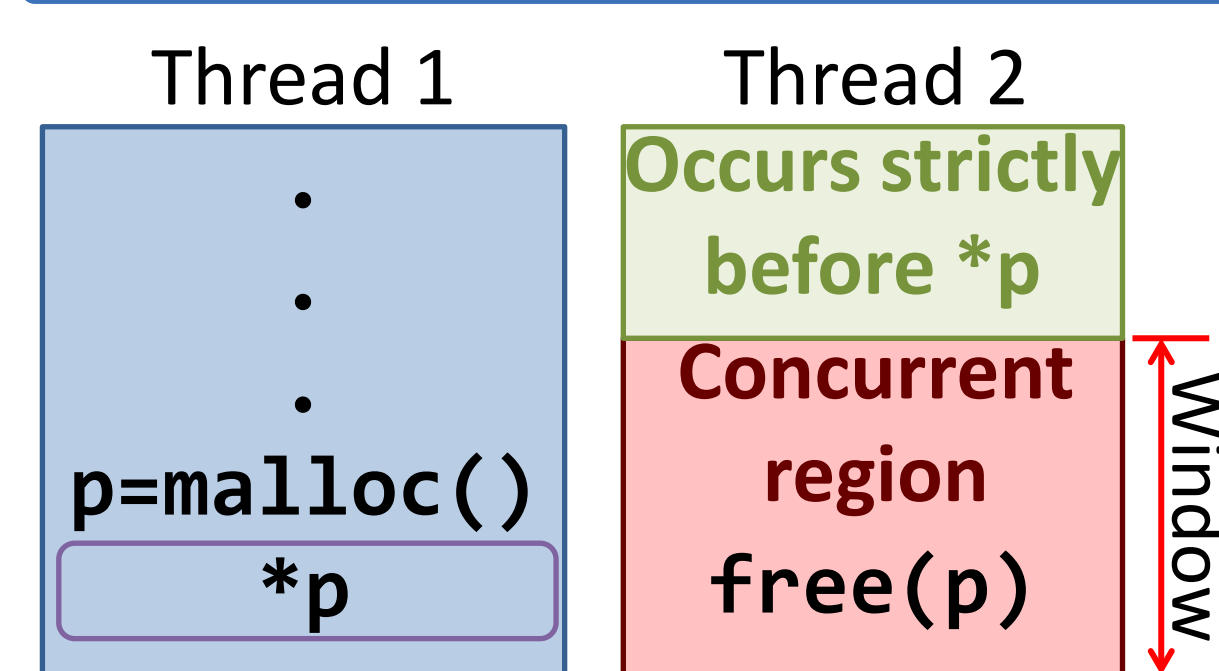 Thread 1
.
.
.
p=malloc()
*p
Thread 2
Occurs strictly
before *p
Concurrent
region
free(p)
Window